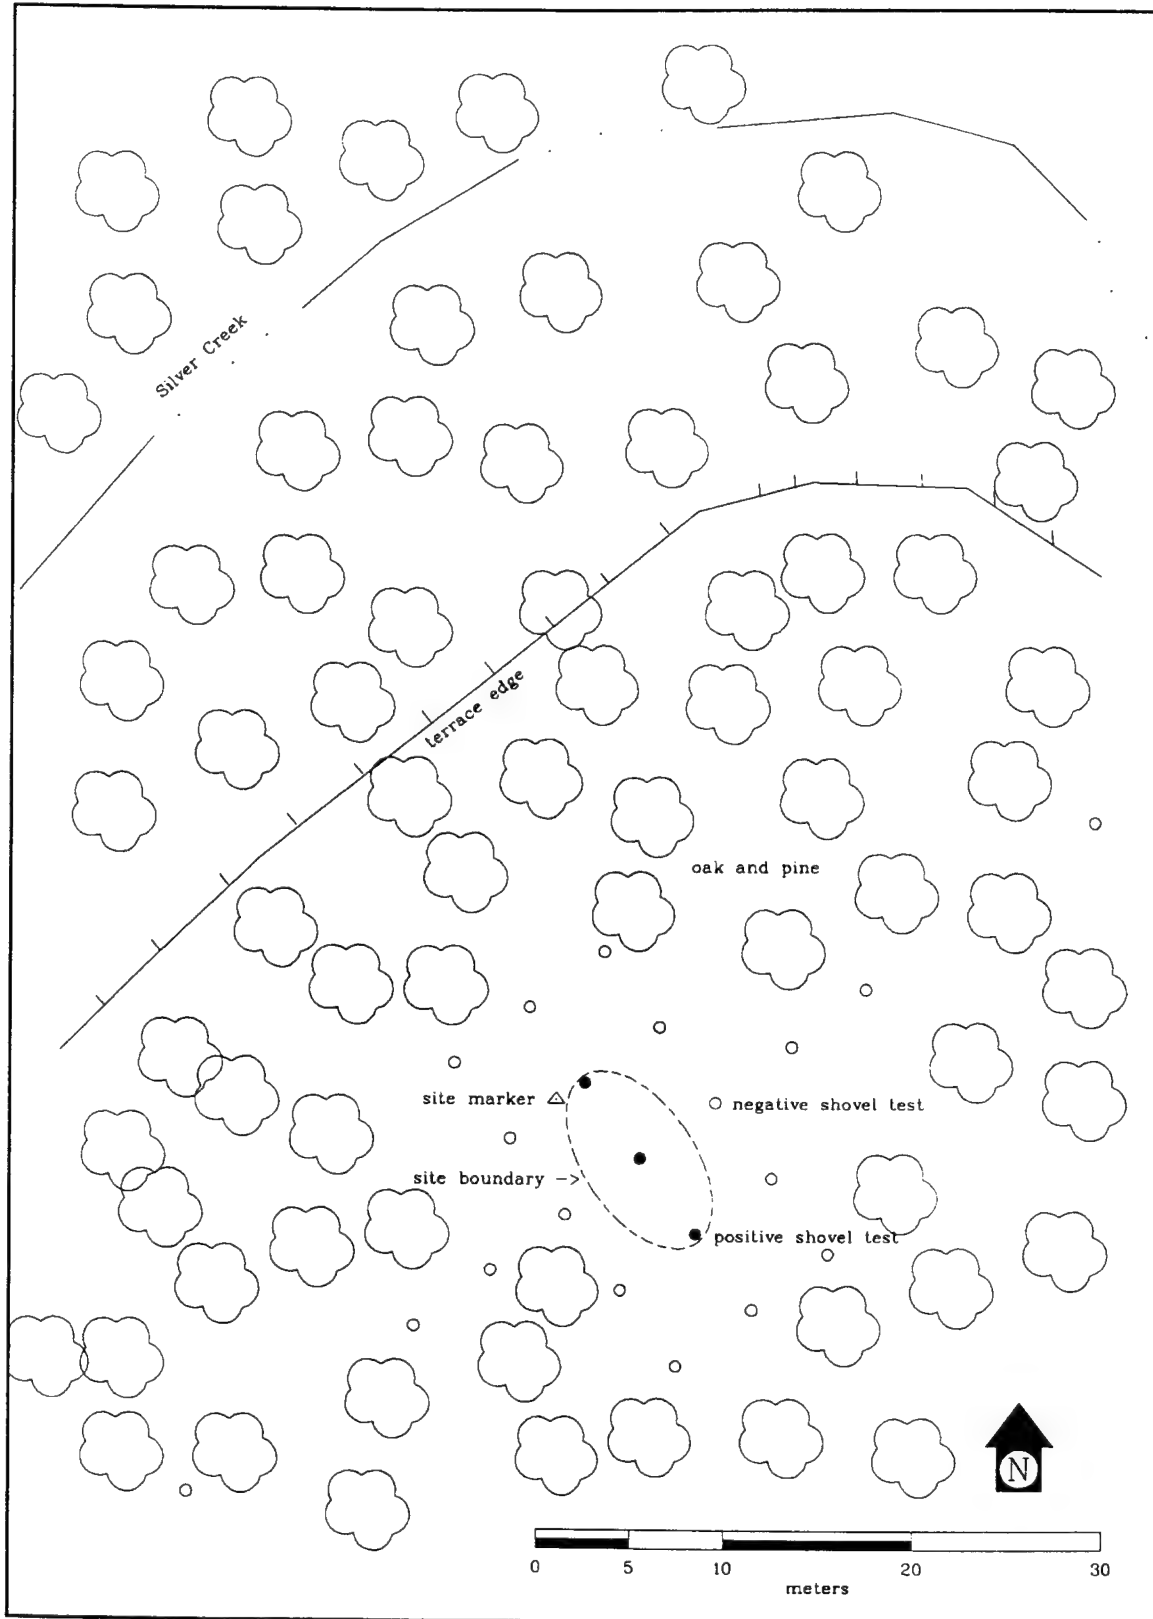 Silver Creek
terrace edge
oak and pine
site marker
negative shovel test
site boundary ->
positive shovel test
N
0 5 10 20 30
meters